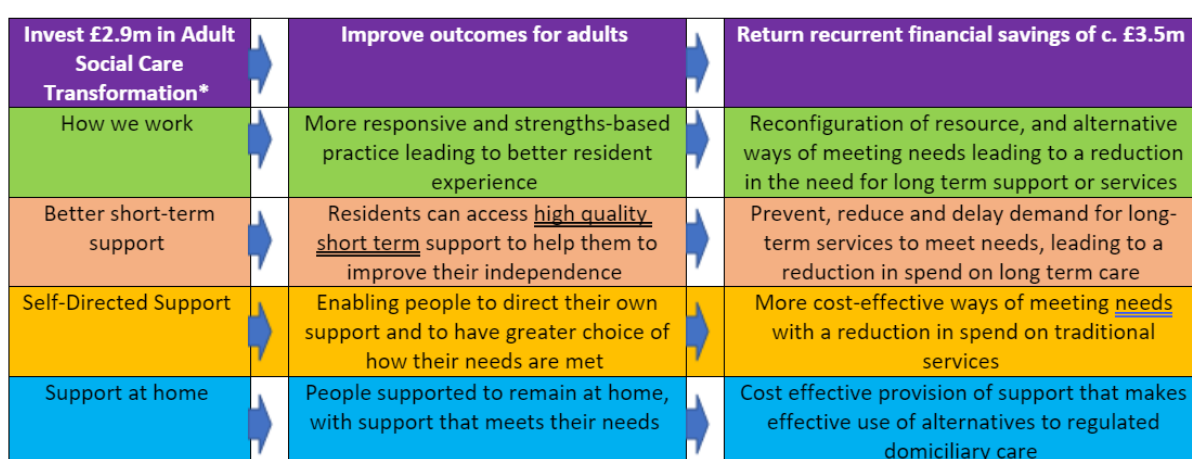 Invest £2.9m in Adult
Social Care
Transformation*
Improve outcomes for adults
Return recurrent financial savings of c. £3.5m
How we work
More responsive and strengths-based
practice leading to better resident
experience
Reconfiguration of resource, and alternative
ways of meeting needs leading to a reduction
in the need for long term support or services
Better short-term
support
Residents can access high quality
short term support to help them to
improve their independence
Prevent, reduce and delay demand for long-
term services to meet needs, leading to a
reduction in spend on long term care
Self-Directed Support
Enabling people to direct their own
support and to have greater choice of
how their needs are met
More cost-effective ways of meeting needs
with a reduction in spend on traditional
services
Support at home
People supported to remain at home,
with support that meets their needs
Cost effective provision of support that makes
effective use of alternatives to regulated
domiciliary care